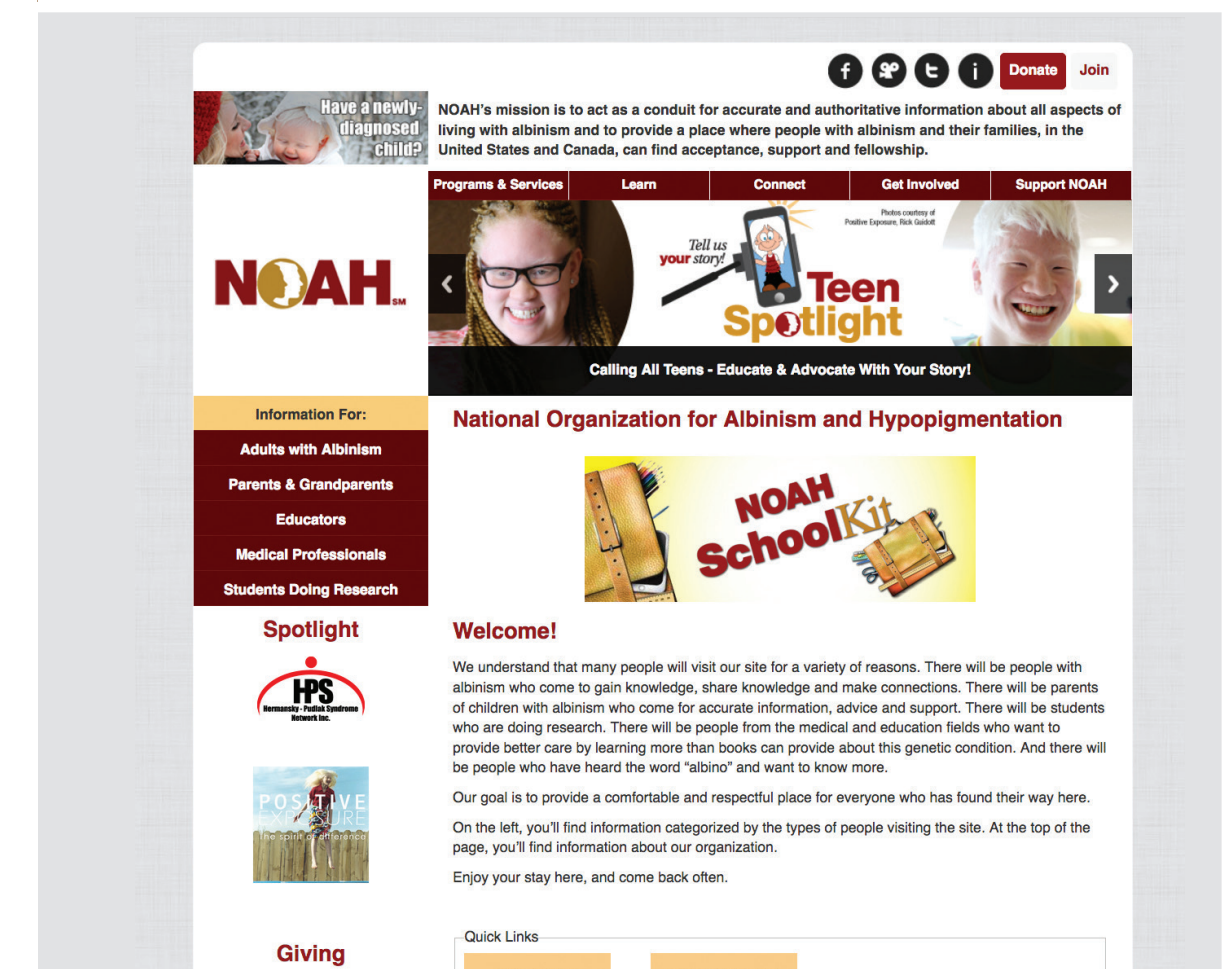 Donate Join
Have a newly-
diagnosed
child?
NOAH's mission is to act as a conduit for accurate and authoritative information about all aspects of
living with albinism and to provide a place where people with albinism and their families, in the
United States and Canada, can find acceptance, support and fellowship.
Programs & Services Learn Connect Get Involved Support NOAH
NOAH SM
Photos courtesy of
Positive Exposure, Rick Guidotti
Tell us
your story!
Teen
Spotlight
Calling All Teens - Educate & Advocate With Your Story!
Information For:
Adults with Albinism
Parents & Grandparents
Educators
Medical Professionals
Students Doing Research
National Organization for Albinism and Hypopigmentation
NOAH
SchoolKit
Spotlight
HPS
Hermansky - Pudlak Syndrome
Network Inc.
POSITIVE
EXPOSURE
The spirit of difference
Giving
Welcome!
We understand that many people will visit our site for a variety of reasons. There will be people with
albinism who come to gain knowledge, share knowledge and make connections. There will be parents
of children with albinism who come for accurate information, advice and support. There will be students
who are doing research. There will be people from the medical and education fields who want to
provide better care by learning more than books can provide about this genetic condition. And there will
be people who have heard the word “albino” and want to know more.
Our goal is to provide a comfortable and respectful place for everyone who has found their way here.
On the left, you’ll find information categorized by the types of people visiting the site. At the top of the
page, you’ll find information about our organization.
Enjoy your stay here, and come back often.
Quick Links